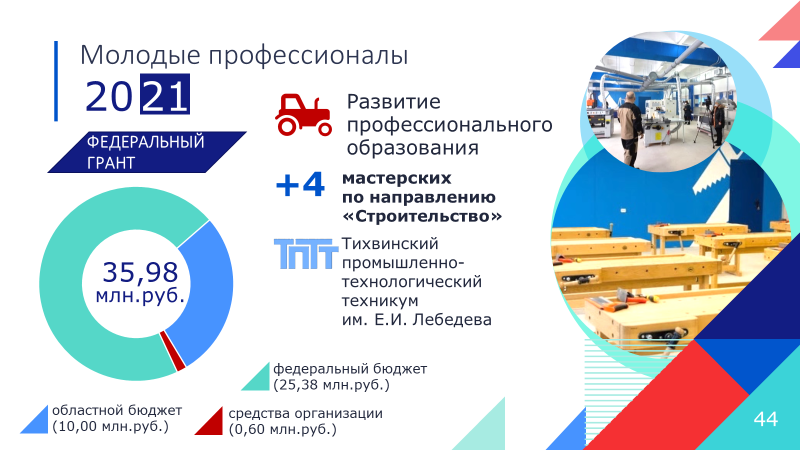 Молодые профессионалы
2021
ФЕДЕРАЛЬНЫЙ
ГРАНТ
Развитие
профессионального
образования
+4
мастерских
по направлению
«Строительство»
ТПТТ
Тихвинский
промышленно-
технологический
техникум
им. Е.И. Лебедева
35,98
млн.руб.
федеральный бюджет
(25,38 млн.руб.)
областной бюджет
(10,00 млн.руб.)
средства организации
(0,60 млн.руб.)
44